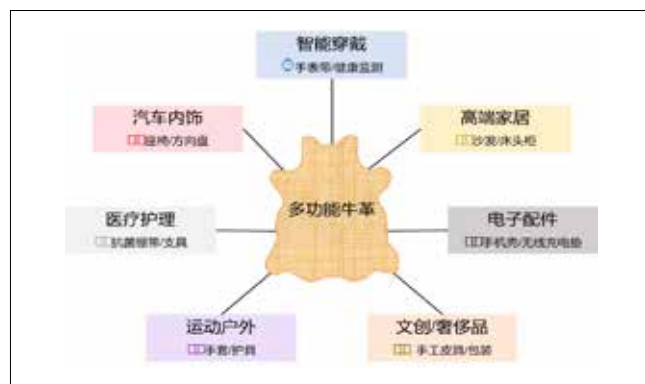 智能穿戴
手表带/健康监测
汽车内饰
座椅/方向盘
高端家居
沙发/床头柜
多功能牛革
医疗护理
抗菌绷带/支具
电子配件
手机壳/无线充电垫
运动户外
手套/护具
文创/奢侈品
手工皮具/包装